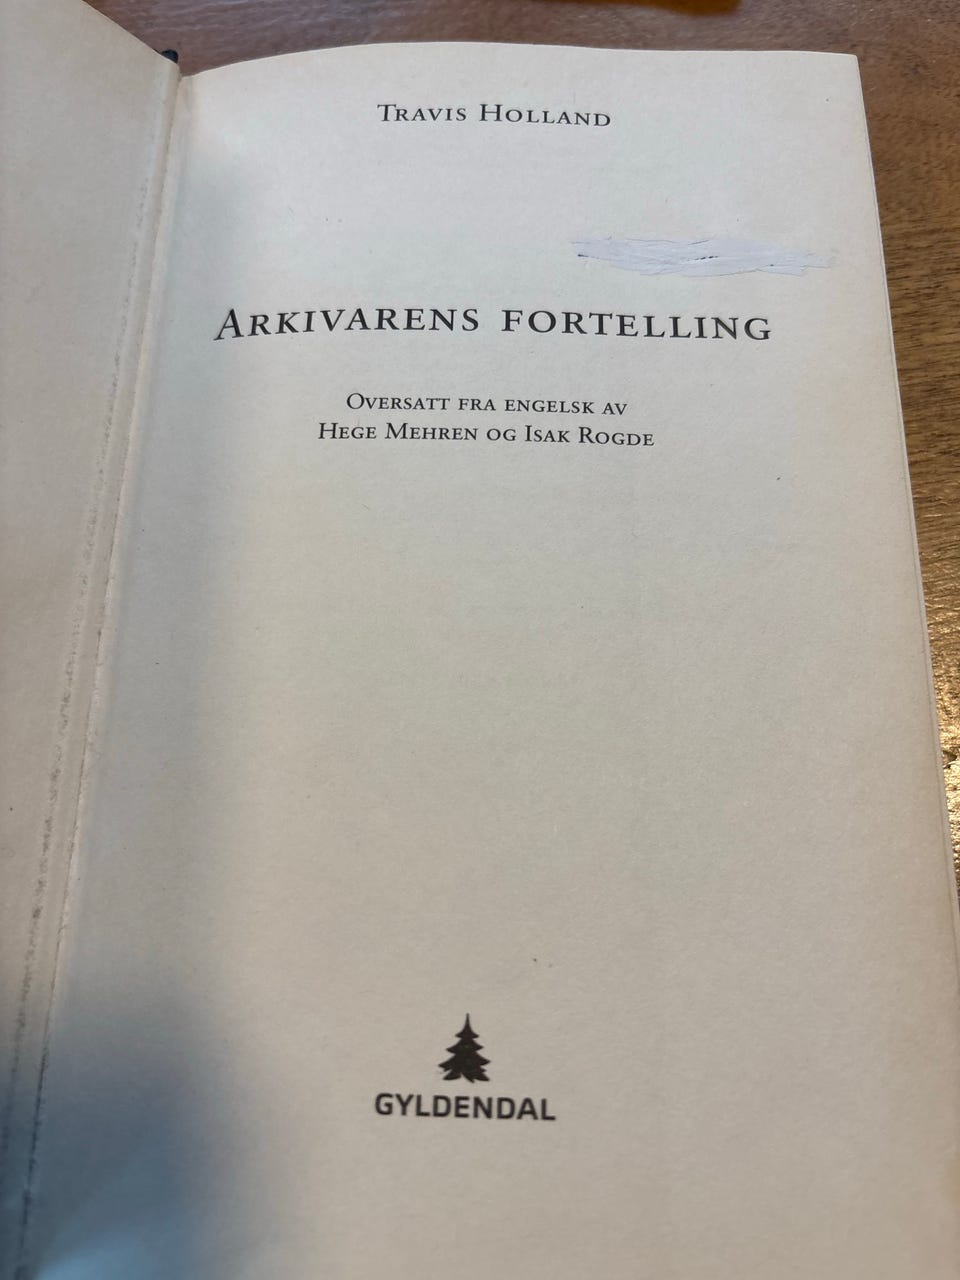 Travis Holland
Arkivarens fortelling
Oversatt fra engelsk av
Hege Mehren og Isak Rogde
GYLDENDAL